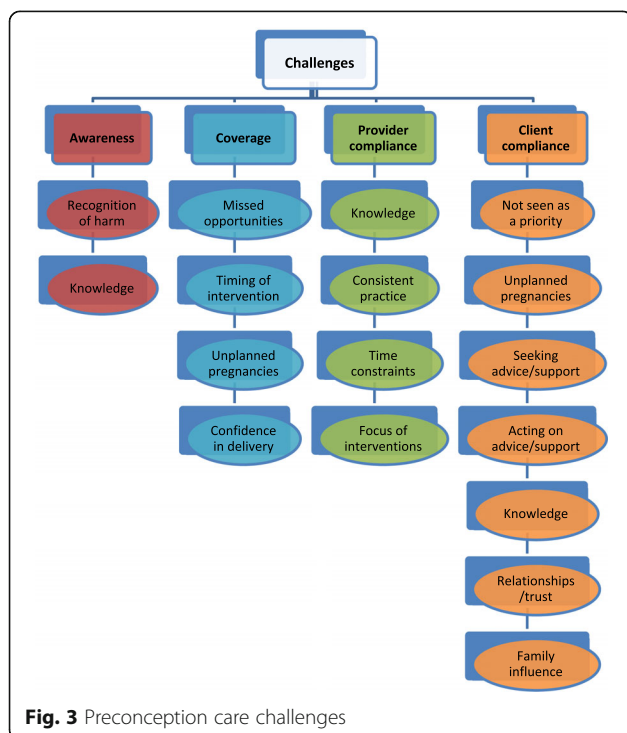 Challenges
Awareness
Recognition
of harm
Knowledge
Coverage
Missed
opportunities
Timing of
intervention
Unplanned
pregnancies
Confidence
in delivery
Provider
compliance
Knowledge
Consistent
practice
Time
constraints
Focus of
interventions
Client
compliance
Not seen as
a priority
Unplanned
pregnancies
Seeking
advice/support
Acting on
advice/support
Knowledge
Relationships
/trust
Family
influence
Fig. 3 Preconception care challenges